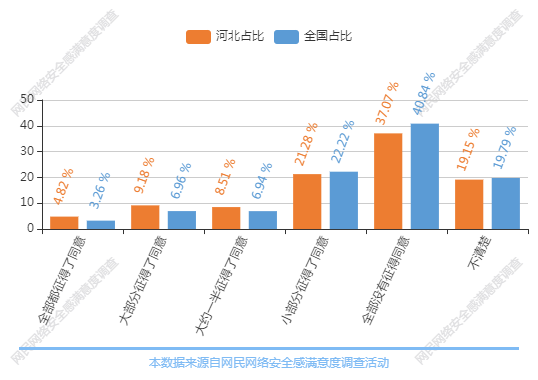 网民网络安全感满意度调查
网民网络安全感满意度调查
河北占比 全国占比
50
40
30
20
10
0
4.82 % 3.26 % 9.18 % 6.96 % 8.51 % 6.94 % 21.28 % 22.22 % 37.07 % 40.84 % 19.15 % 19.79 %
全部都征得了同意 大部分征得了同意 大约一半征得了同意 小部分征得了同意 全部没有征得同意 不清楚
网民网络安全感满意度调查
网民网络安全感满意度调查
本数据来源自网民网络安全感满意度调查活动